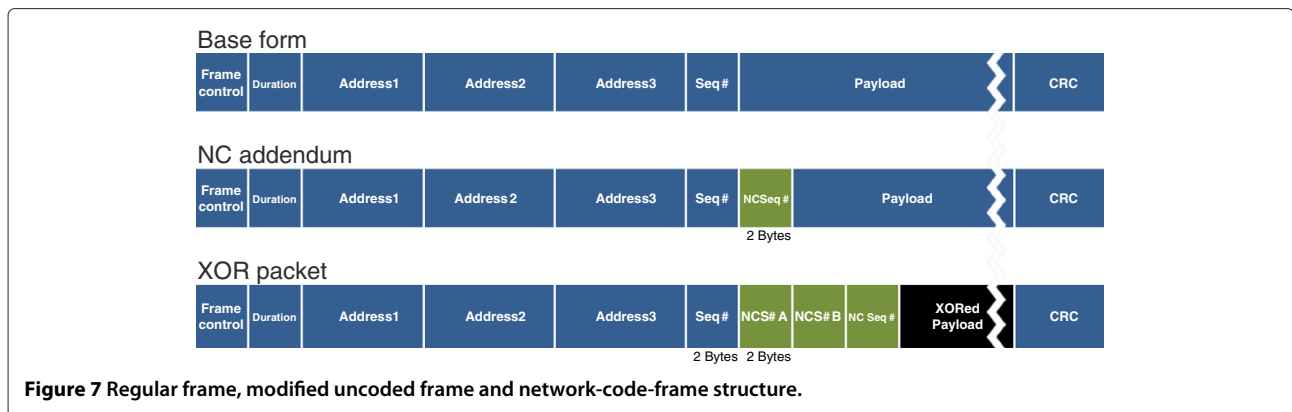 Base form
Frame control Duration Address1 Address2 Address3 Seq# Payload CRC
NC addendum
Frame control Duration Address1 Address 2 Address3 Seq# NCSeq # Payload CRC
2 Bytes
XOR packet
Frame control Duration Address1 Address2 Address3 Seq# NCS# A NCS# B NC Seq # XORed Payload CRC
2 Bytes 2 Bytes
Figure 7 Regular frame, modified uncoded frame and network-code-frame structure.